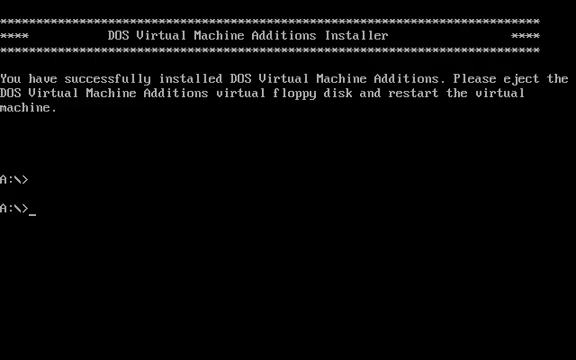 ***************************************************************************
****           DOS Virtual Machine Additions Installer                 ****
***************************************************************************
You have successfully installed DOS Virtual Machine Additions. Please eject the
DOS Virtual Machine Additions virtual floppy disk and restart the virtual
machine.
A:\>
A:\>_